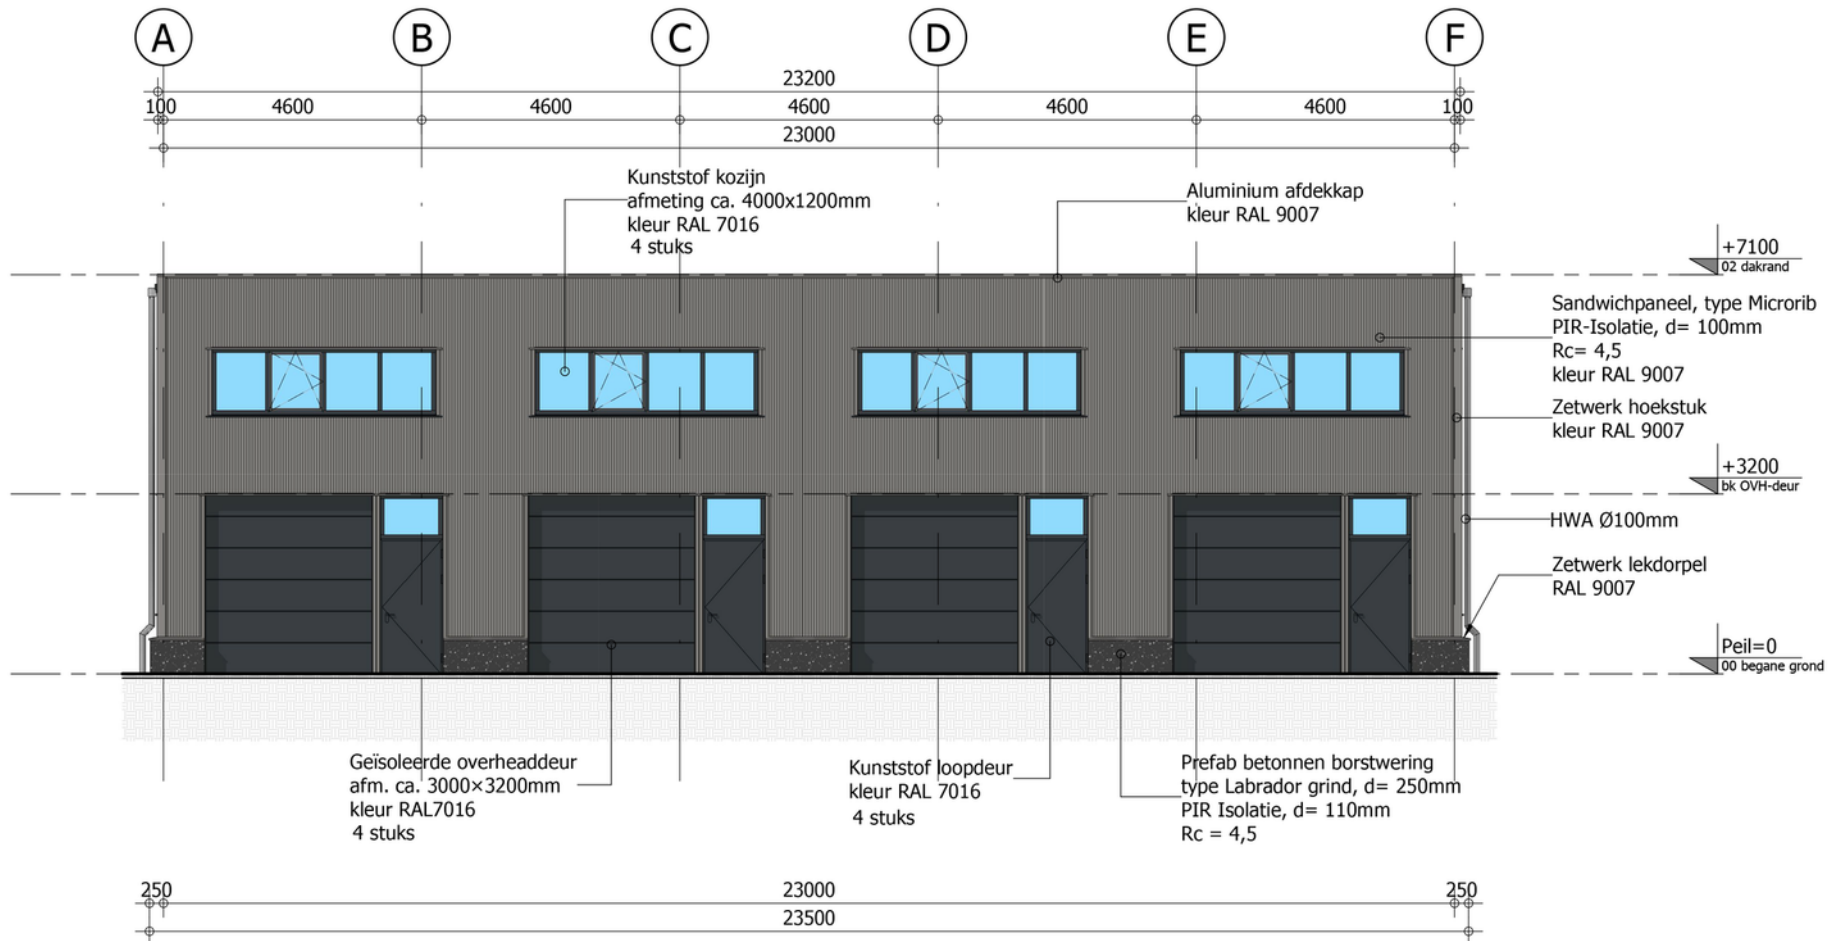 A B C D E F
23200
100 4600 4600 4600 4600 4600 100
23000
Kunststof kozijn
afmeting ca. 4000x1200mm
kleur RAL 7016
4 stuks
Aluminium afdekkap
kleur RAL 9007
+7100
02 dakrand
Sandwichpaneel, type Microrib
PIR-Isolatie, d= 100mm
Rc= 4,5
kleur RAL 9007
Zetwerk hoekstuk
kleur RAL 9007
+3200
bk OVH-deur
HWA Ø100mm
Zetwerk lekdorpel
RAL 9007
Peil=0
00 begane grond
Geïsoleerde overheaddeur
afm. ca. 3000×3200mm
kleur RAL7016
4 stuks
Kunststof loopdeur
kleur RAL 7016
4 stuks
Prefab betonnen borstwering
type Labrador grind, d= 250mm
PIR Isolatie, d= 110mm
Rc = 4,5
250 23000 250
23500